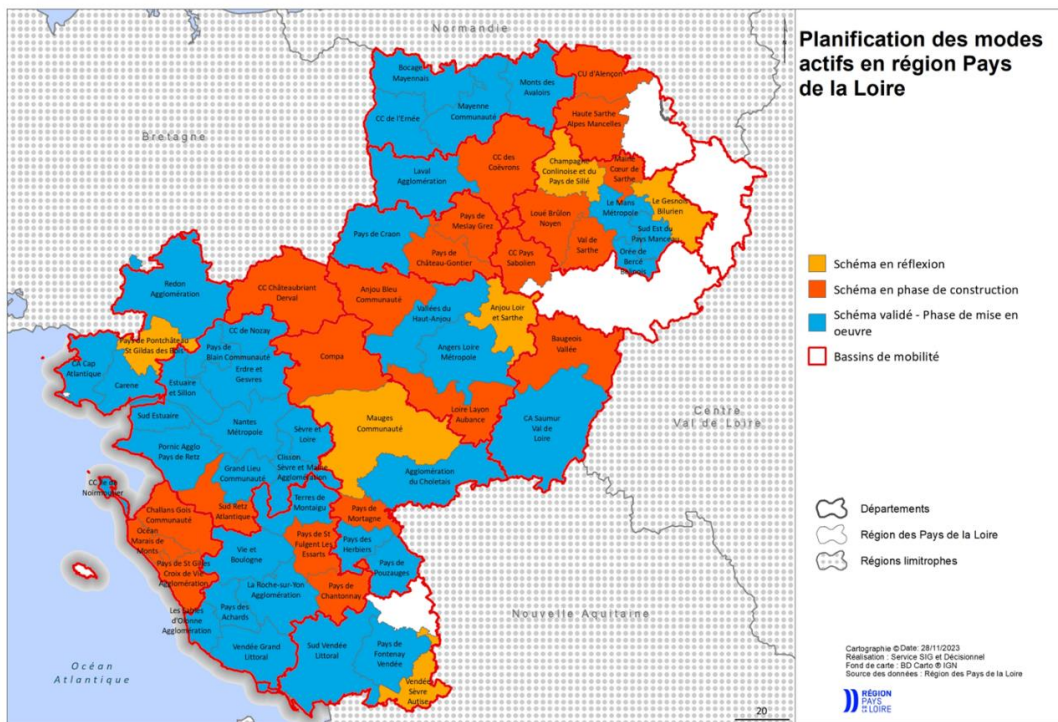 Planification des modes
actifs en région Pays
de la Loire
Normandie
Bretagne
Centre
Val de Loire
Nouvelle Aquitaine
Océan
Atlantique
Bocage
Mayennais
Monts des
Avaloirs
CU d'Alençon
CC de l'Ernée
Mayenne
Communauté
Haute Sarthe
Alpes Mancelles
CC des
Coëvrons
Champagne
Conlinoise et du
Pays de Sillé
Maine
Cœur de
Sarthe
Laval
Agglomération
Le Mans
Métropole
Le Gesnois
Bilurien
Loué Brûlon
Noyen
Sud Est du
Pays Manceau
Pays de Craon
Pays de
Meslay Grez
Val de
Sarthe
Orée de
Bercé
Bélinois
Pays de
Château-Gontier
CC Pays
Sabolien
Redon
Agglomération
CC Châteaubriant
Derval
Anjou Bleu
Communauté
Vallées du
Haut-Anjou
Anjou Loir
et Sarthe
CC de Nozay
Pays de Pontchâteau
St Gildas des Bois
Pays de
Blain Communauté
Compa
Angers Loire
Métropole
Baugeois
Vallée
CA Cap
Atlantique
Carene
Estuaire
et Sillon
Erdre et
Gesvres
Loire Layon
Aubance
CA Saumur
Val de
Loire
Sud Estuaire
Nantes
Métropole
Sèvre et
Loire
Mauges
Communauté
Pornic Agglo
Pays de Retz
Grand Lieu
Communauté
Clisson
Sèvre et Maine
Agglomération
Agglomération
du Choletais
CC Ile de
Noirmoutier
Challans Gois
Communauté
Sud Retz
Atlantique
Terres de
Montaigu
Pays de
Mortagne
Océan
Marais de
Monts
Vie et
Boulogne
Pays de St
Fulgent Les
Essarts
Pays des
Herbiers
Pays de St Gilles
Croix de Vie
Agglomération
La Roche-sur-Yon
Agglomération
Pays de
Chantonnay
Pays de
Pouzauges
Les Sables
d'Olonne
Agglomération
Pays des
Achards
Vendée Grand
Littoral
Sud Vendée
Littoral
Pays de
Fontenay
Vendée
Vendée
Sèvre
Autise
Schéma en réflexion
Schéma en phase de construction
Schéma validé - Phase de mise en
oeuvre
Bassins de mobilité
Départements
Région des Pays de la Loire
Régions limitrophes
Cartographie © Date: 28/11/2023
Réalisation : Service SIG et Décisionnel
Fond de carte : BD Carto ® IGN
Source des données : Région des Pays de la Loire
20
RÉGION
PAYS
DE LA LOIRE